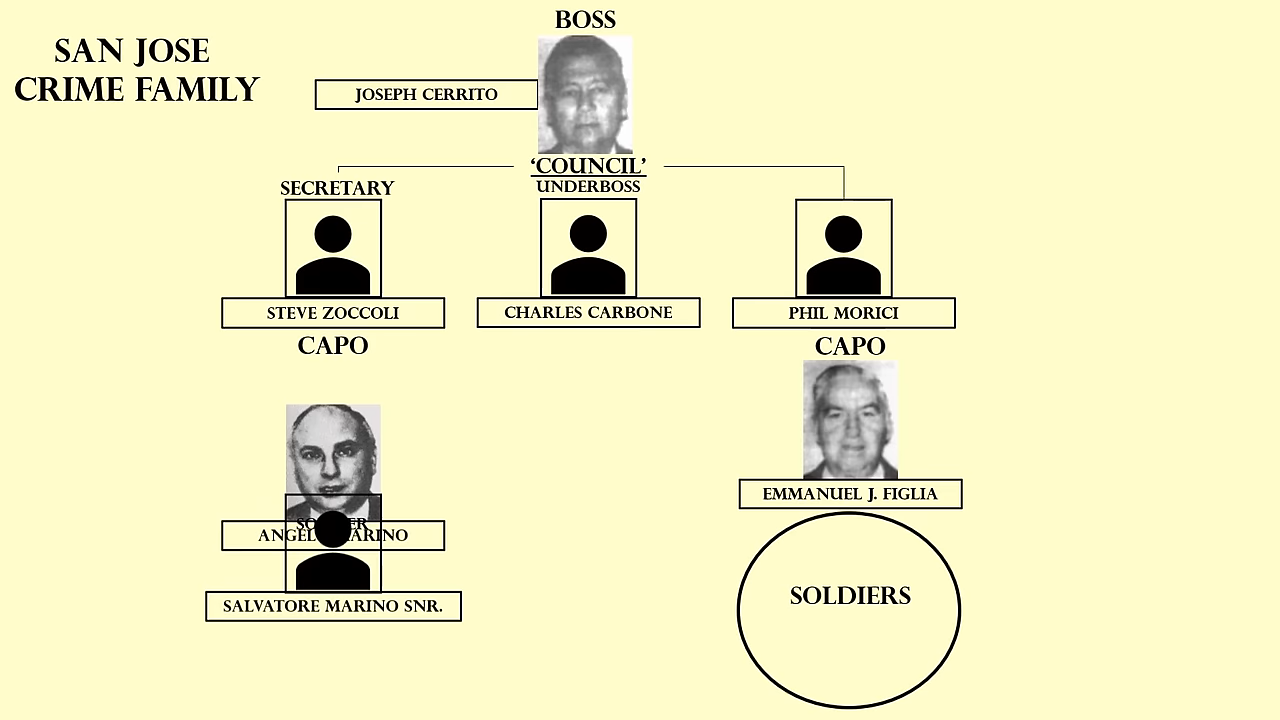 BOSS
SAN JOSE
CRIME FAMILY
JOSEPH CERRITO
'COUNCIL'
SECRETARY
UNDERBOSS
STEVE ZOCCOLI
CHARLES CARBONE
PHIL MORICI
CAPO
CAPO
EMMANUEL J. FIGLIA
SALVATORE MARINO SNR.
SOLDIERS